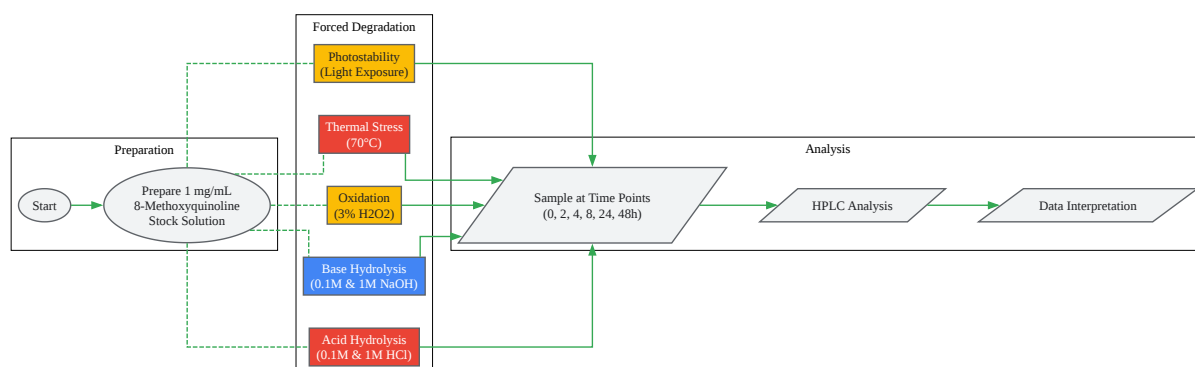 Forced Degradation
Photostability
(Light Exposure)
Thermal Stress
(70°C)
Preparation
Analysis
Start
Prepare 1 mg/mL
8-Methoxyquinoline
Stock Solution
Oxidation
(3% H2O2)
Sample at Time Points
(0, 2, 4, 8, 24, 48h)
HPLC Analysis
Data Interpretation
Base Hydrolysis
(0.1M & 1M NaOH)
Acid Hydrolysis
(0.1M & 1M HCl)